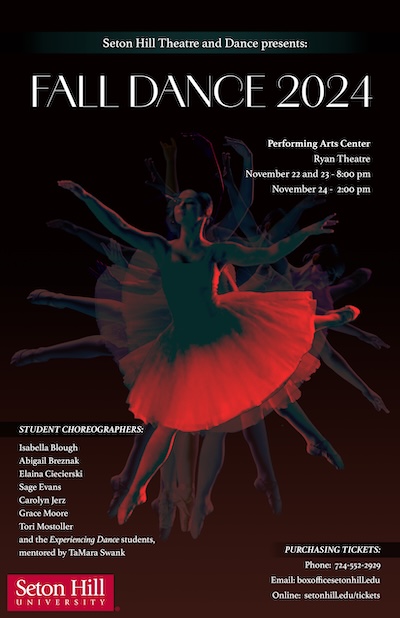 Seton Hill Theatre and Dance presents:
FALL DANCE 2024
Performing Arts Center
Ryan Theatre
November 22 and 23 - 8:00 pm
November 24 - 2:00 pm
STUDENT CHOREOGRAPHERS:
Isabella Blough
Abigail Breznak
Elaina Ciecierski
Sage Evans
Carolyn Jerz
Grace Moore
Tori Mostoller
and the Experiencing Dance students,
mentored by TaMara Swank
PURCHASING TICKETS:
Phone: 724-552-2929
Email: boxofficesetonhill.edu
Online: setonhill.edu/tickets
Seton Hill
UNIVERSITY